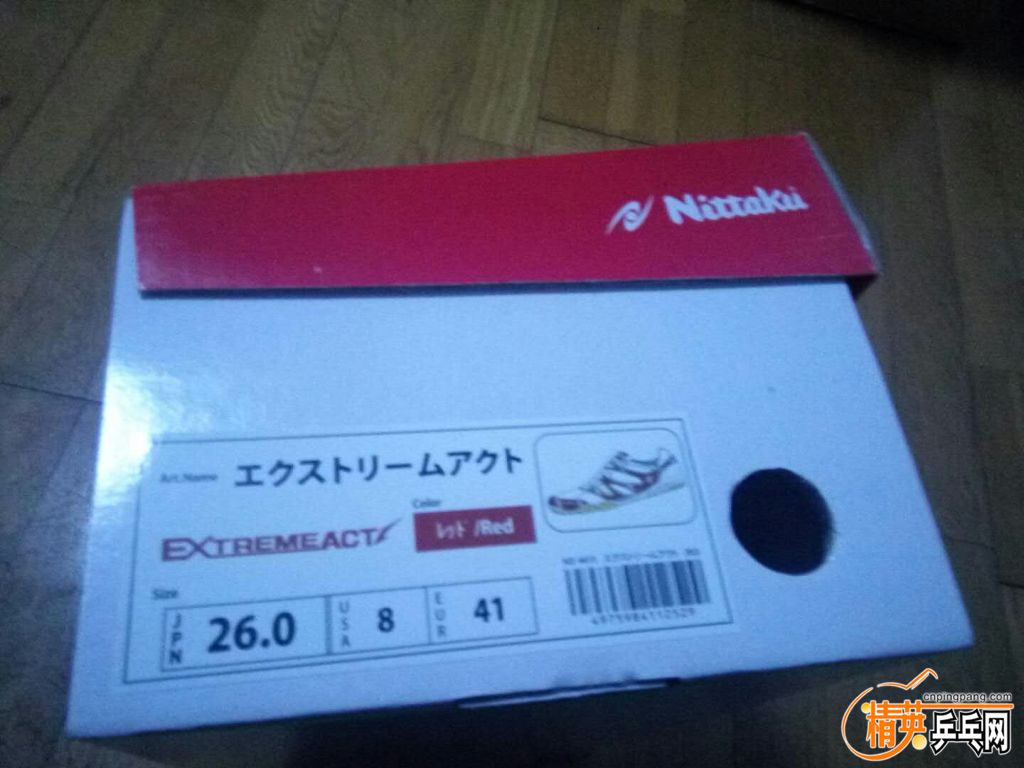 Nittaku
Art.Name エクストリームアクト
EXTREMEACT
Color
レッド/Red
Size
JPN 26.0 USA 8 EUR 41
4975984112529
cnpingpang.com
精英乒乓网